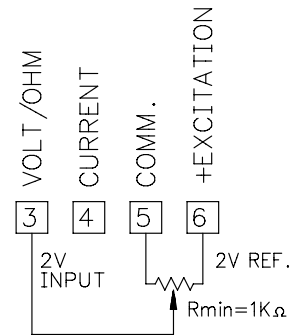 VOLT/OHM
CURRENT
COMM.
+EXCITATION
3 4 5 6
2V
INPUT
2V REF.
Rmin=1KΩ